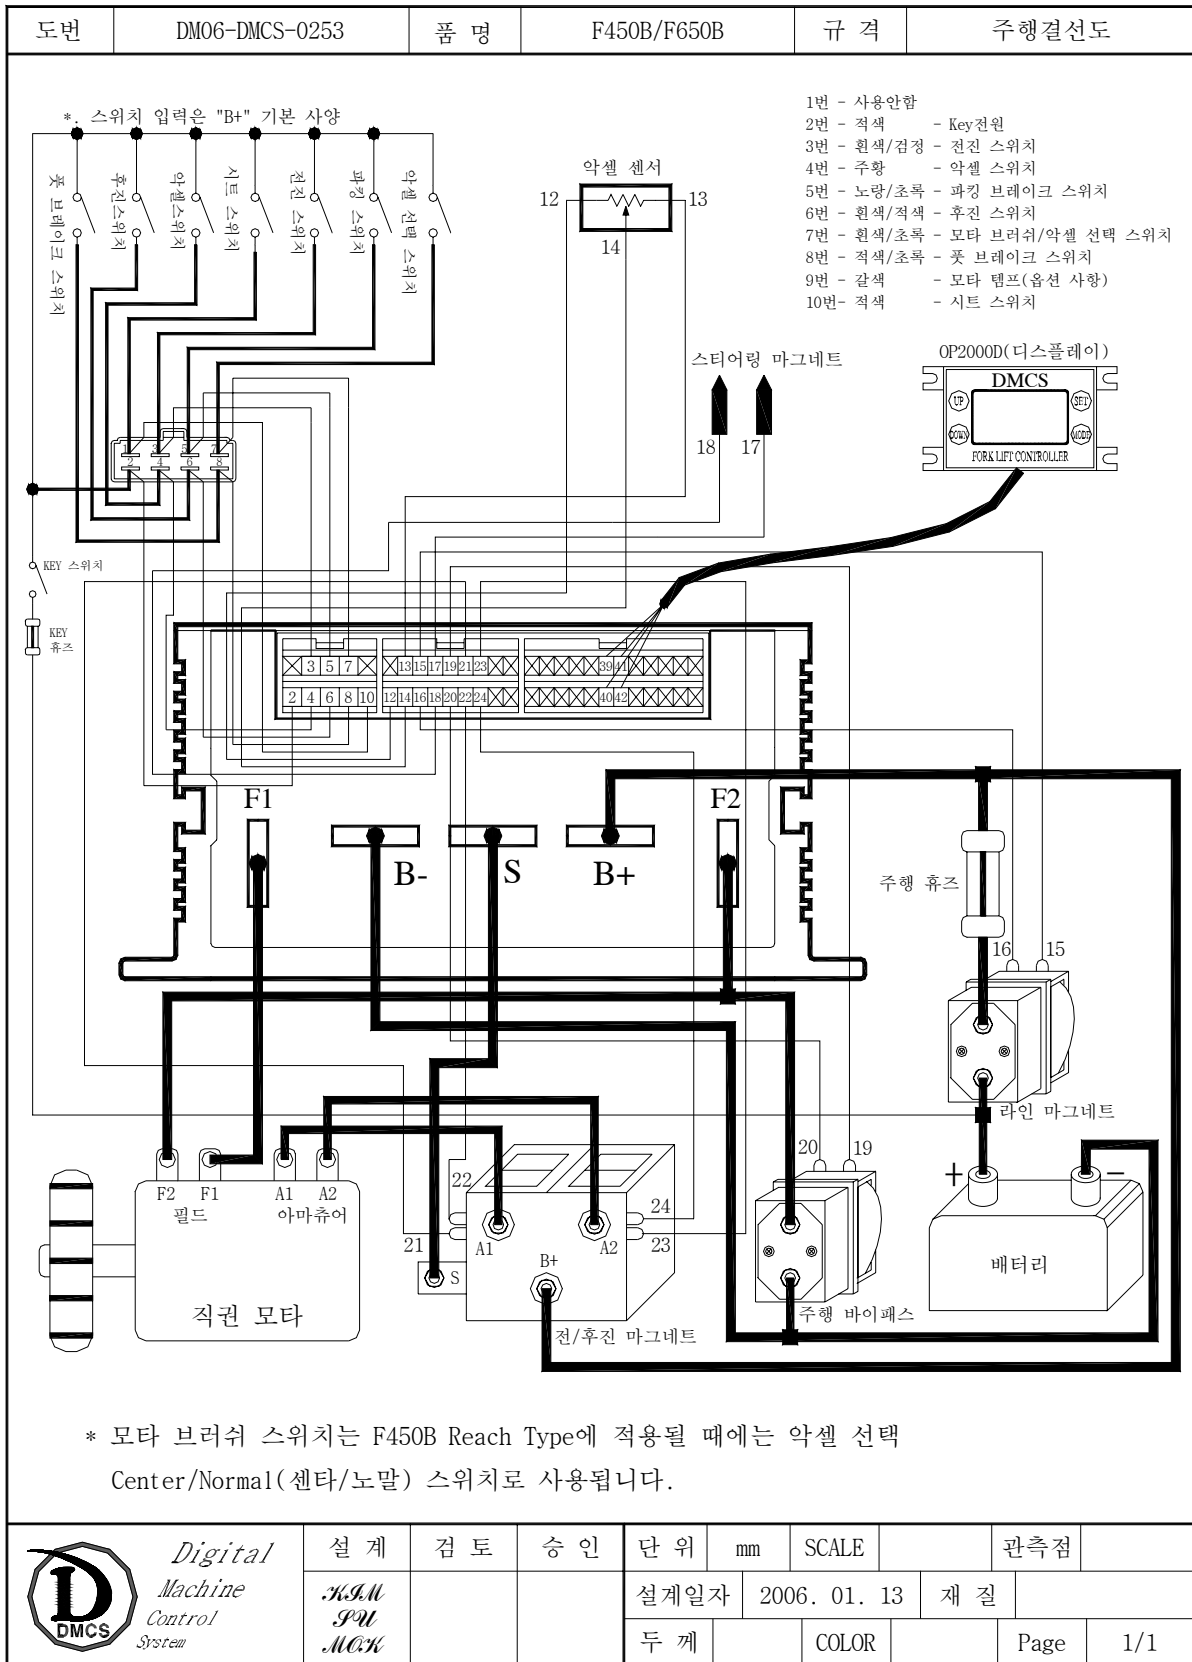 도번 DM06-DMCS-0253 품 명 F450B/F650B 규 격 주행결선도
*. 스위치 입력은 "B+" 기본 사양
풋 브레이크 스위치
후진스위치
악셀스위치
시트 스위치
전진 스위치
파킹 스위치
악셀 선택 스위치
악셀 센서
12 13
14
1번 - 사용안함
2번 - 적색 - Key전원
3번 - 흰색/검정 - 전진 스위치
4번 - 주황 - 악셀 스위치
5번 - 노랑/초록 - 파킹 브레이크 스위치
6번 - 흰색/적색 - 후진 스위치
7번 - 흰색/초록 - 모타 브러쉬/악셀 선택 스위치
8번 - 적색/초록 - 풋 브레이크 스위치
9번 - 갈색 - 모타 템프(옵션 사항)
10번- 적색 - 시트 스위치
스티어링 마그네트
18 17
OP2000D(디스플레이)
DMCS
UP SET
DOWN MODE
FORK LIFT CONTROLLER
1 3 5 7
2 4 6 8
KEY 스위치
KEY
휴즈
3 5 7 13 15 17 19 21 23 39 41
2 4 6 8 10 12 14 16 18 20 22 24 40 42
F1 F2
B- S B+
주행 휴즈
16 15
라인 마그네트
20 19
22
24
F2 F1 A1 A2
필드 아마츄어
21 A1 A2 23
S B+
+ -
배터리
직권 모타
주행 바이패스
전/후진 마그네트
* 모타 브러쉬 스위치는 F450B Reach Type에 적용될 때에는 악셀 선택
Center/Normal(센타/노말) 스위치로 사용됩니다.
Digital
Machine
Control
System
DMCS
설 계 검 토 승 인 단 위 mm SCALE 관측점
KIM
SU
MOK
설계일자 2006. 01. 13 재 질
두 께 COLOR Page 1/1